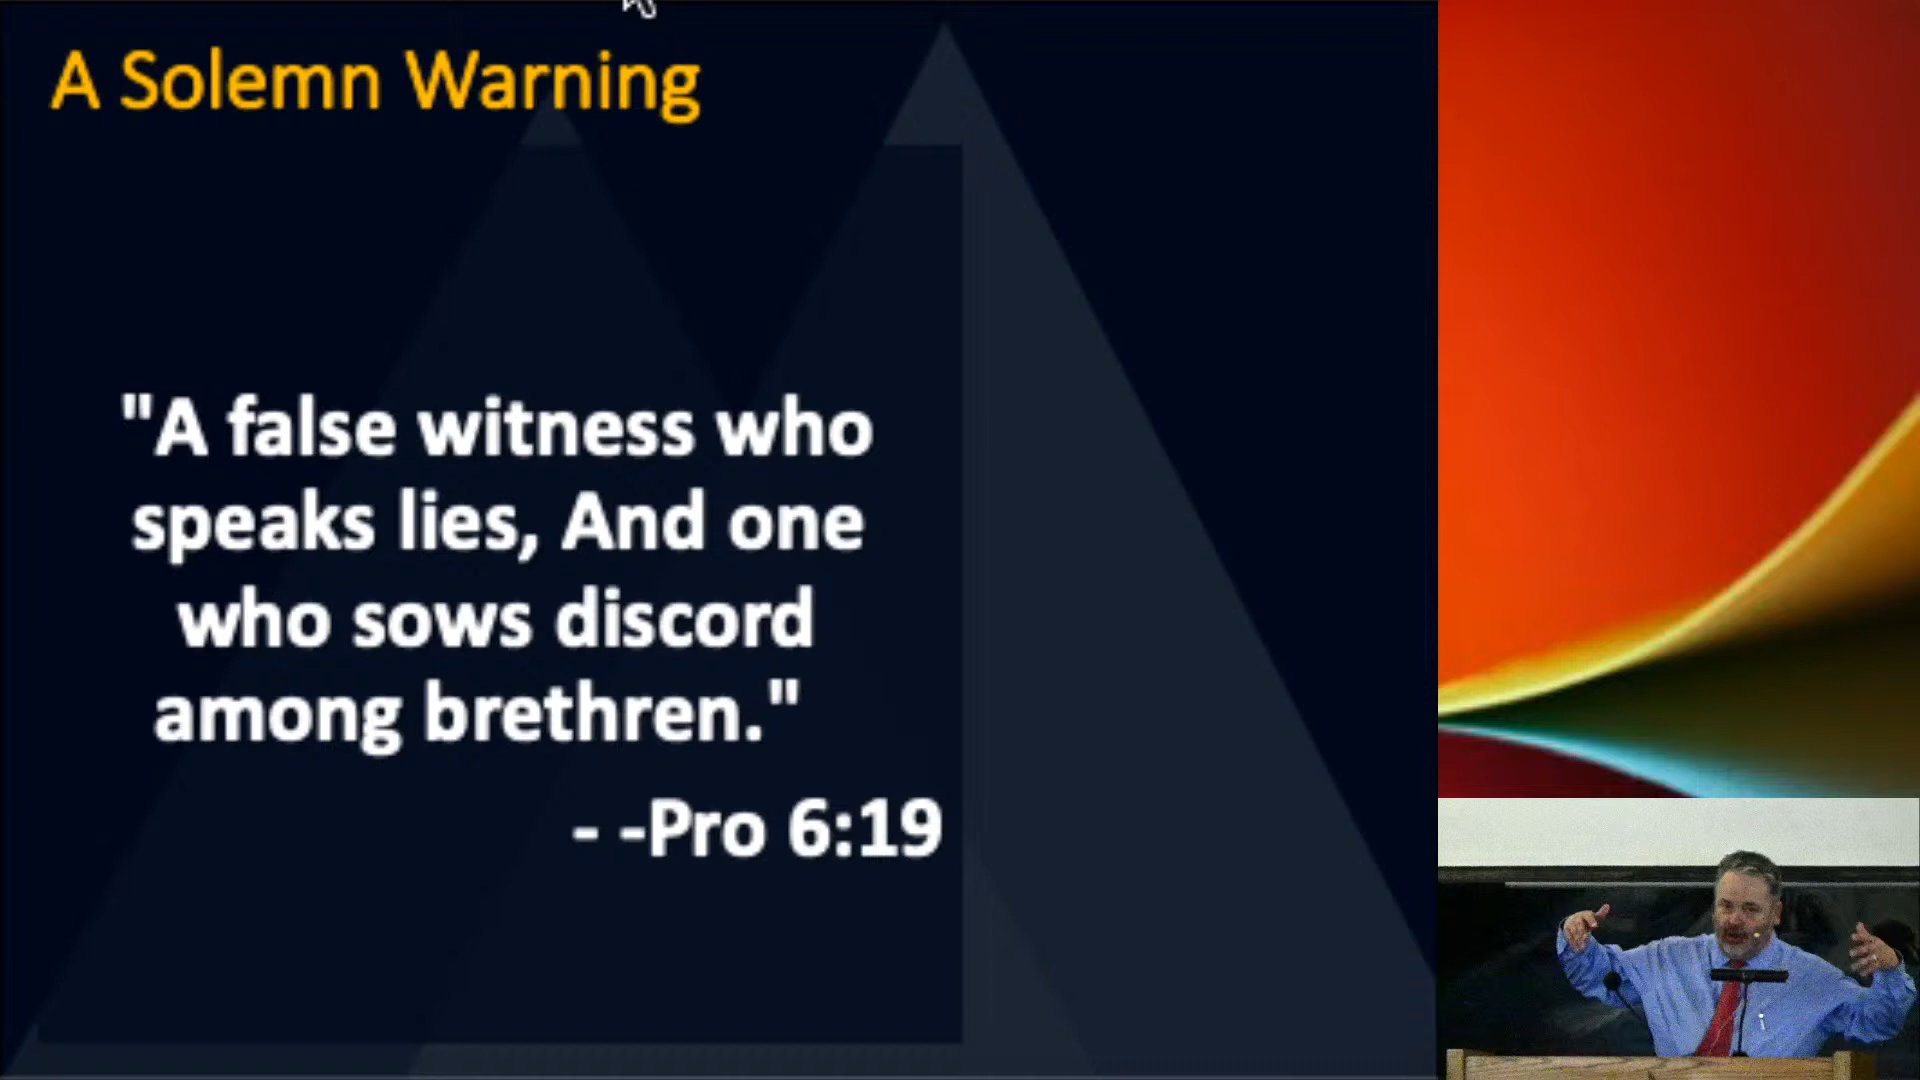 A Solemn Warning
"A false witness who
speaks lies, And one
who sows discord
among brethren."
- -Pro 6:19